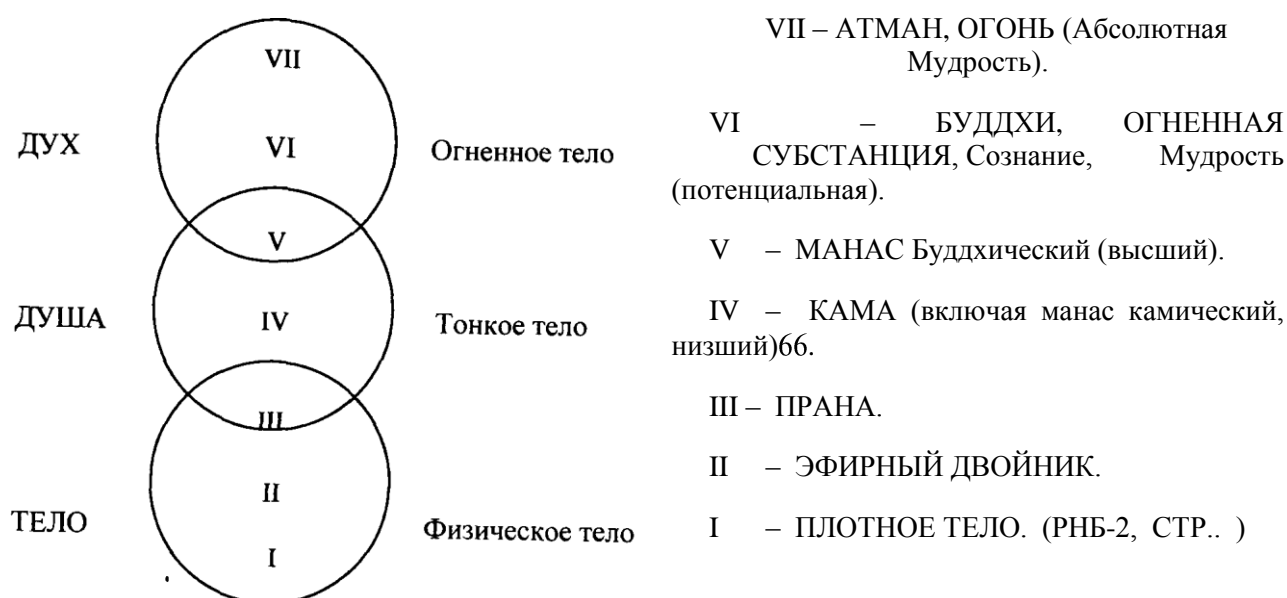 VII
VI
V
IV
III
II
I
ДУХ
ДУША
ТЕЛО
Огненное тело
Тонкое тело
Физическое тело
VII – АТМАН, ОГОНЬ (Абсолютная
Мудрость).
VI – БУДДХИ, ОГНЕННАЯ
СУБСТАНЦИЯ, Сознание, Мудрость
(потенциальная).
V – МАНАС Буддхический (высший).
IV – КАМА (включая манас камический,
низший)66.
III – ПРАНА.
II – ЭФИРНЫЙ ДВОЙНИК.
I – ПЛОТНОЕ ТЕЛО. (РНБ-2, СТР.. )